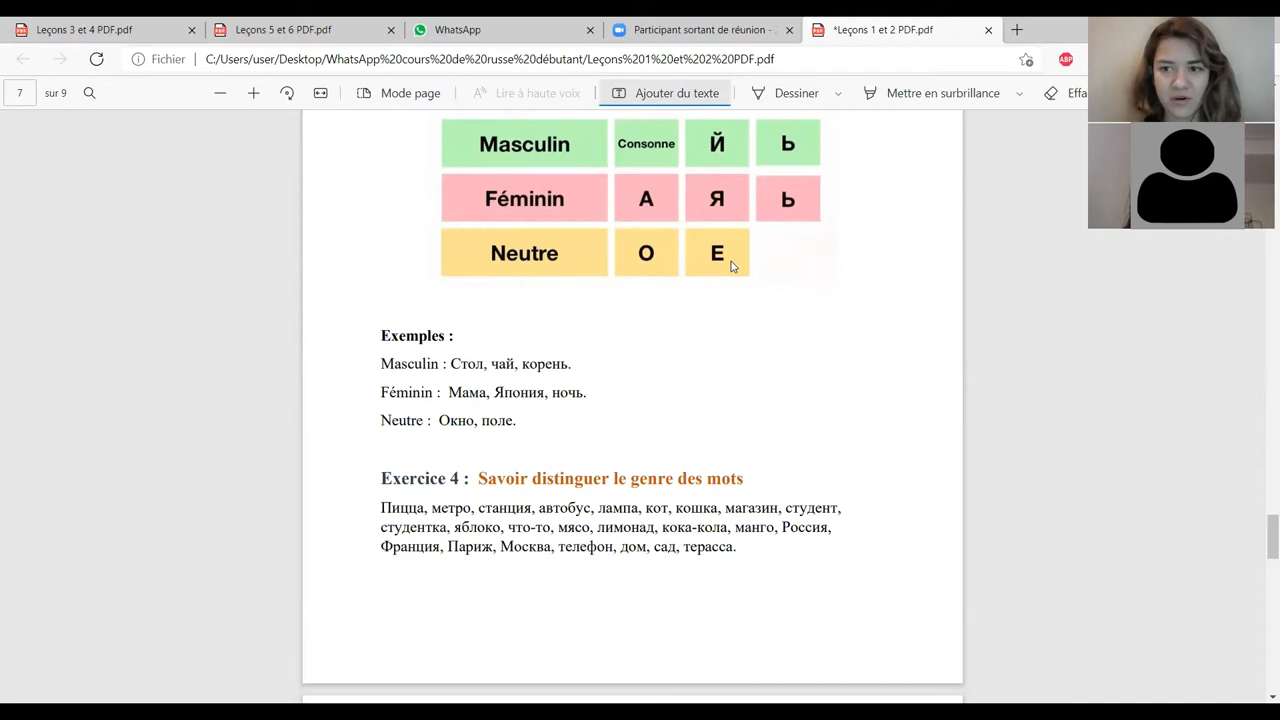 Leçons 3 et 4 PDF.pdf
Leçons 5 et 6 PDF.pdf
WhatsApp
Participant sortant de réunion - 2
*Leçons 1 et 2 PDF.pdf
Fichier
C:/Users/user/Desktop/WhatsApp%20cours%20de%20russe%20débutant/Leçons%201%20et%202%20PDF.pdf
ABP
7 sur 9
Mode page
Lire à haute voix
Ajouter du texte
Dessiner
Mettre en surbrillance
Effa
Masculin Consonne Й Ь
Féminin А Я Ь
Neutre О Е
Exemples :
Masculin : Стол, чай, корень.
Féminin : Мама, Япония, ночь.
Neutre : Окно, поле.
Exercice 4 : Savoir distinguer le genre des mots
Пицца, метро, станция, автобус, лампа, кот, кошка, магазин, студент,
студентка, яблоко, что-то, мясо, лимонад, кока-кола, манго, Россия,
Франция, Париж, Москва, телефон, дом, сад, терасса.